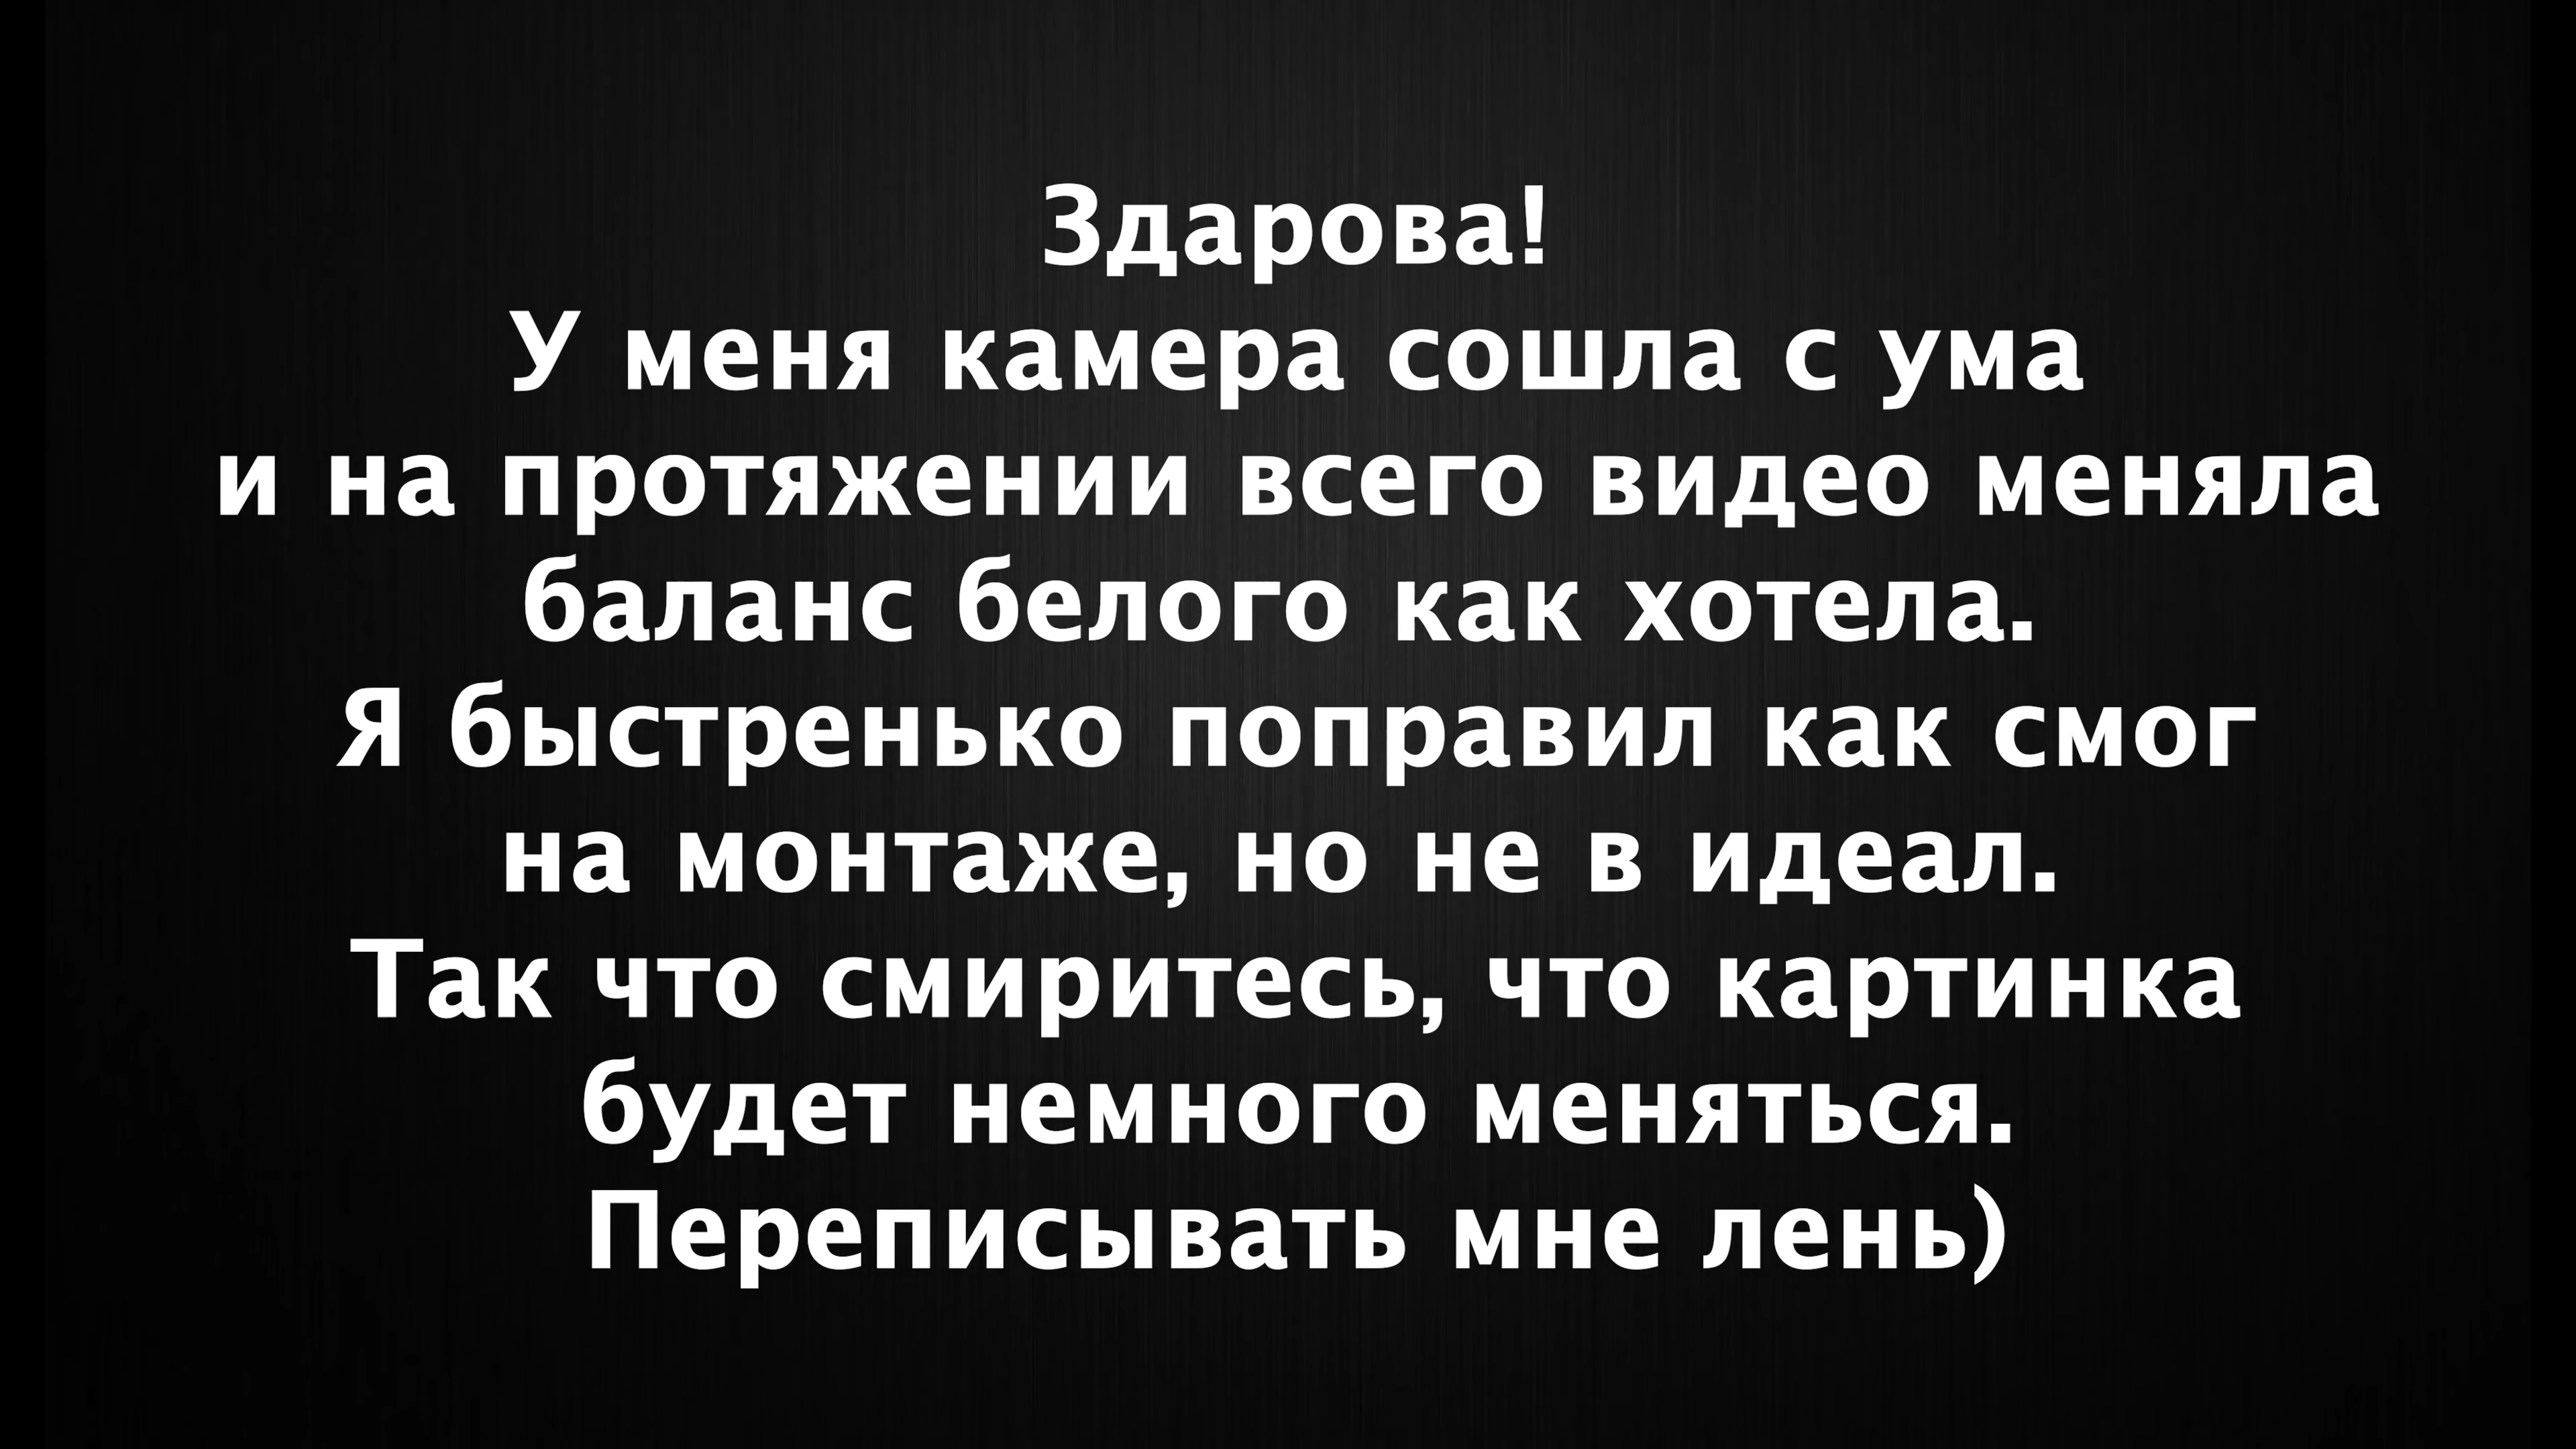 Здарова!
У меня камера сошла с ума
и на протяжении всего видео меняла
баланс белого как хотела.
Я быстренько поправил как смог
на монтаже, но не в идеал.
Так что смиритесь, что картинка
будет немного меняться.
Переписывать мне лень)